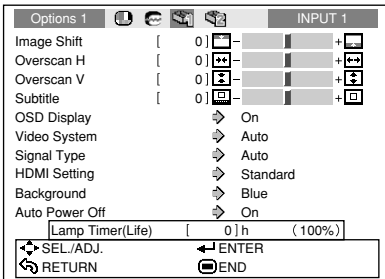 Options 1 INPUT 1
Image Shift [ 0 ] - +
Overscan H [ 0 ] - +
Overscan V [ 0 ] - +
Subtitle [ 0 ] - +
OSD Display On
Video System Auto
Signal Type Auto
HDMI Setting Standard
Background Blue
Auto Power Off On
Lamp Timer(Life) [ 0 ] h (100%)
SEL./ADJ. ENTER
RETURN END